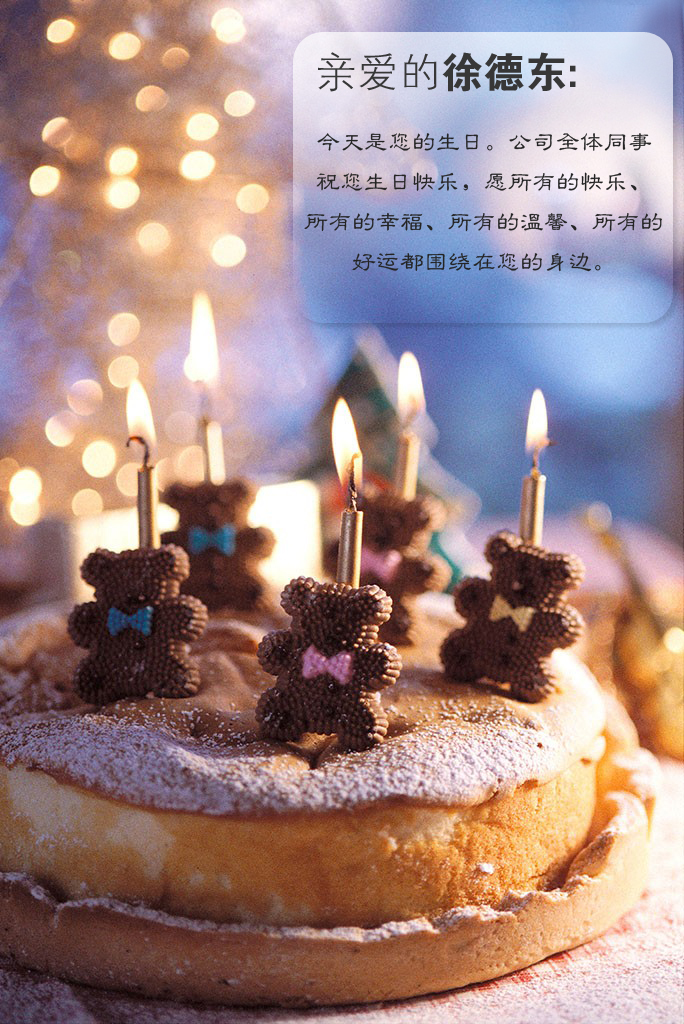 亲爱的徐德东:
今天是您的生日。公司全体同事
祝您生日快乐，愿所有的快乐、
所有的幸福、所有的温馨、所有的
好运都围绕在您的身边。